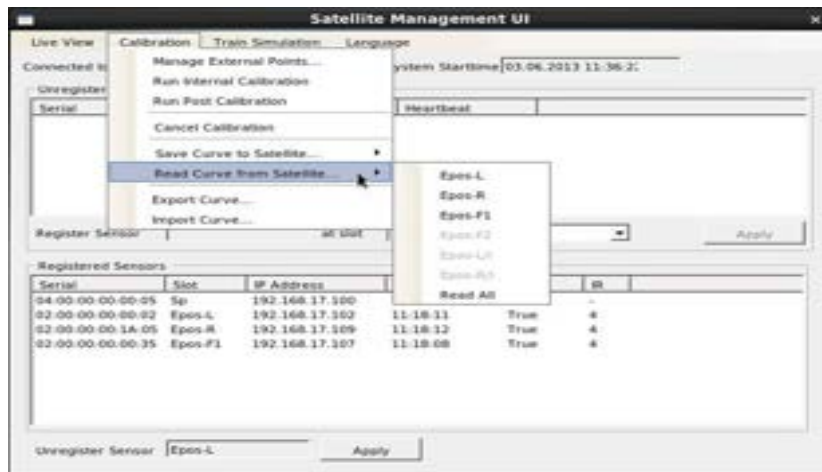 Satellite Management UI
Live View Calibration Train Simulation Language
Connected to ystem Starttime 03.06.2013 11:36:2
Manage External Points...
Run Internal Calibration
Run Post Calibration
Cancel Calibration
Save Curve to Satellite...
Read Curve from Satellite...
Export Curve...
Import Curve...
Epos-L
Epos-R
Epos-F1
Epos-F2
Read All
Unregister
Serial Heartbeat
Register Sensor at slot Apply
Registered Sensors
Serial Slot IP Address IR
04:00:00:00:00:05 Sp 192.168.17.100 -
02:00:00:00:00:02 Epos-L 192.168.17.102 11:18:11 True 4
02:00:00:00:1A:05 Epos-R 192.168.17.109 11:18:12 True 4
02:00:00:00:00:35 Epos-F1 192.168.17.107 11:18:08 True 4
Unregister Sensor Epos-L Apply